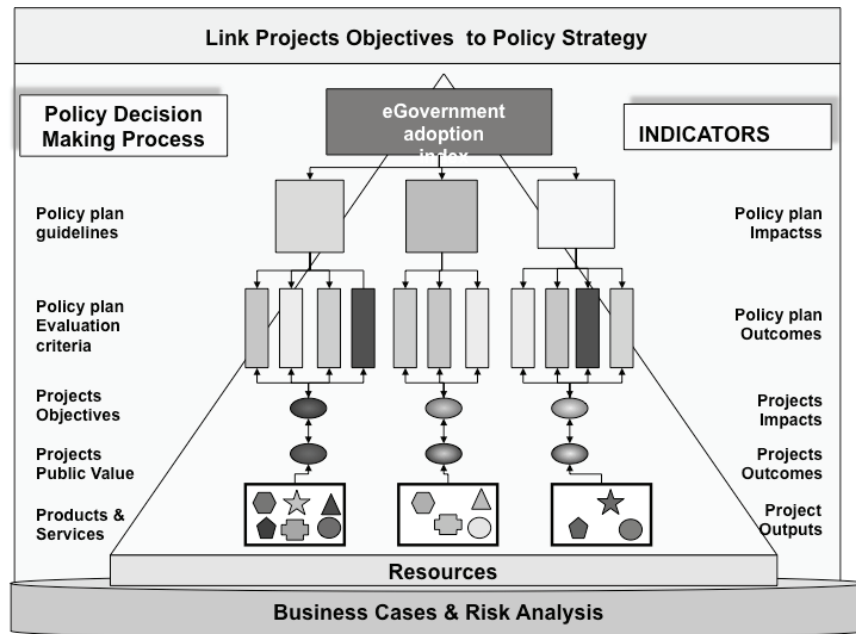 Link Projects Objectives to Policy Strategy
Policy Decision
Making Process
eGovernment
adoption
index
INDICATORS
Policy plan
guidelines
Policy plan
Impactss
Policy plan
Evaluation
criteria
Policy plan
Outcomes
Projects
Objectives
Projects
Impacts
Projects
Public Value
Projects
Outcomes
Products &
Services
Project
Outputs
Resources
Business Cases & Risk Analysis